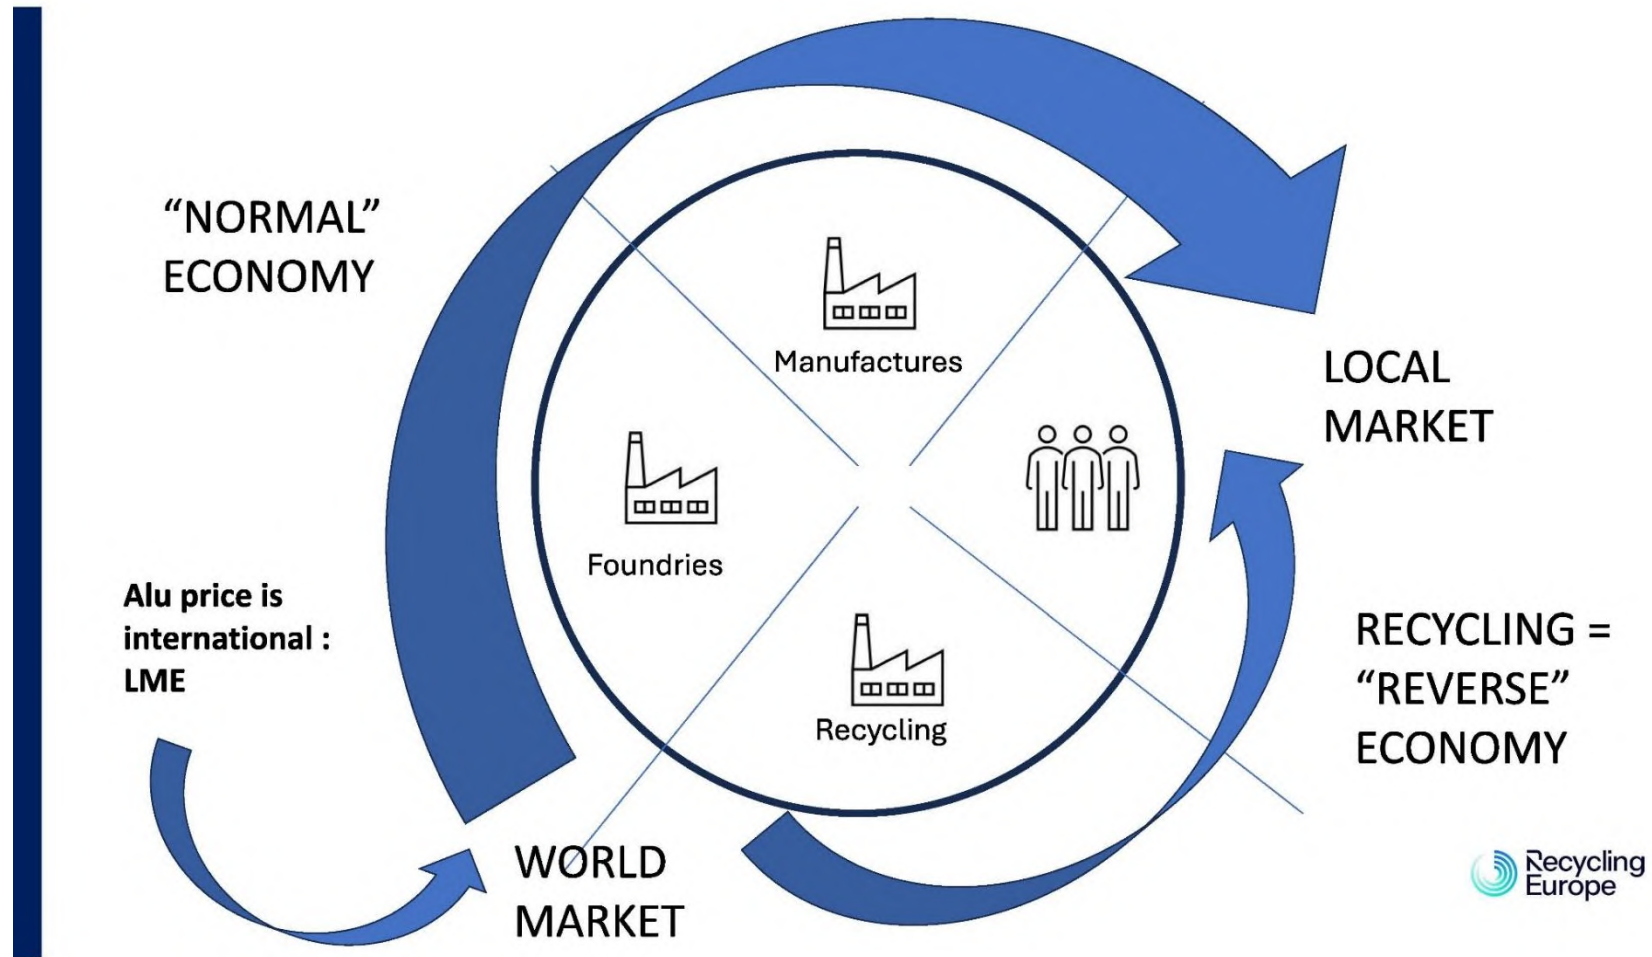 “NORMAL”
ECONOMY
Manufactures
LOCAL
MARKET
Foundries
Alu price is
international :
LME
RECYCLING =
“REVERSE”
ECONOMY
Recycling
WORLD
MARKET
Recycling
Europe